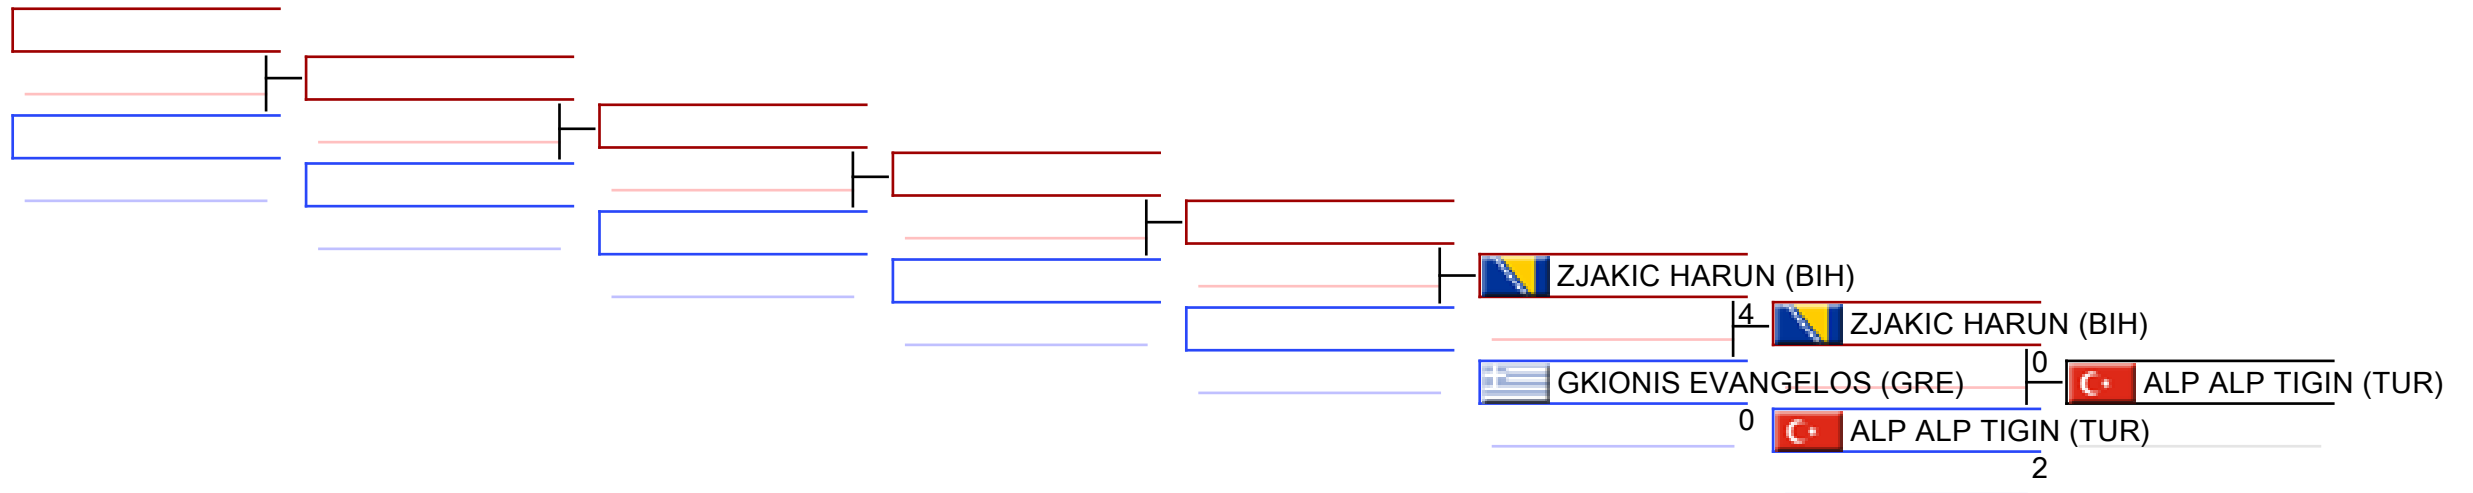 ZJAKIC HARUN (BIH)
4
ZJAKIC HARUN (BIH)
0
GKIONIS EVANGELOS (GRE)
ALP ALP TIGIN (TUR)
0
ALP ALP TIGIN (TUR)
2